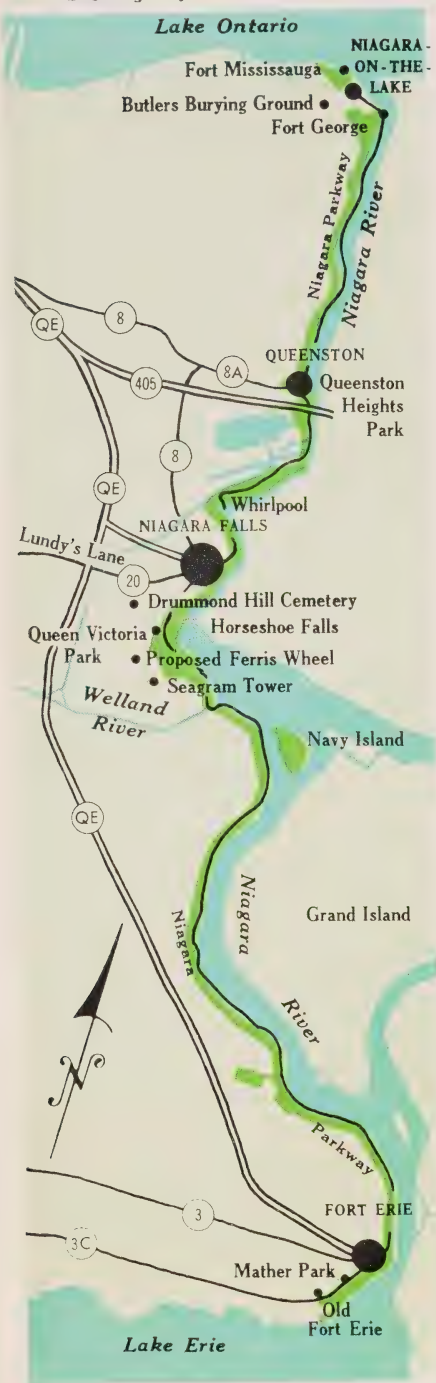 Lake Ontario
NIAGARA-
ON-THE-
LAKE
Fort Mississauga
Butlers Burying Ground
Fort George
Niagara Parkway
Niagara River
QE
8
QUEENSTON
8A
405
Queenston
Heights
Park
8
QE
Whirlpool
NIAGARA FALLS
Lundy's Lane
20
Drummond Hill Cemetery
Horseshoe Falls
Queen Victoria
Park
Proposed Ferris Wheel
Seagram Tower
Welland
River
Navy Island
QE
Niagara
River
Grand Island
Niagara
Parkway
N
FORT ERIE
3
3C
Mather Park
Old
Fort Erie
Lake Erie